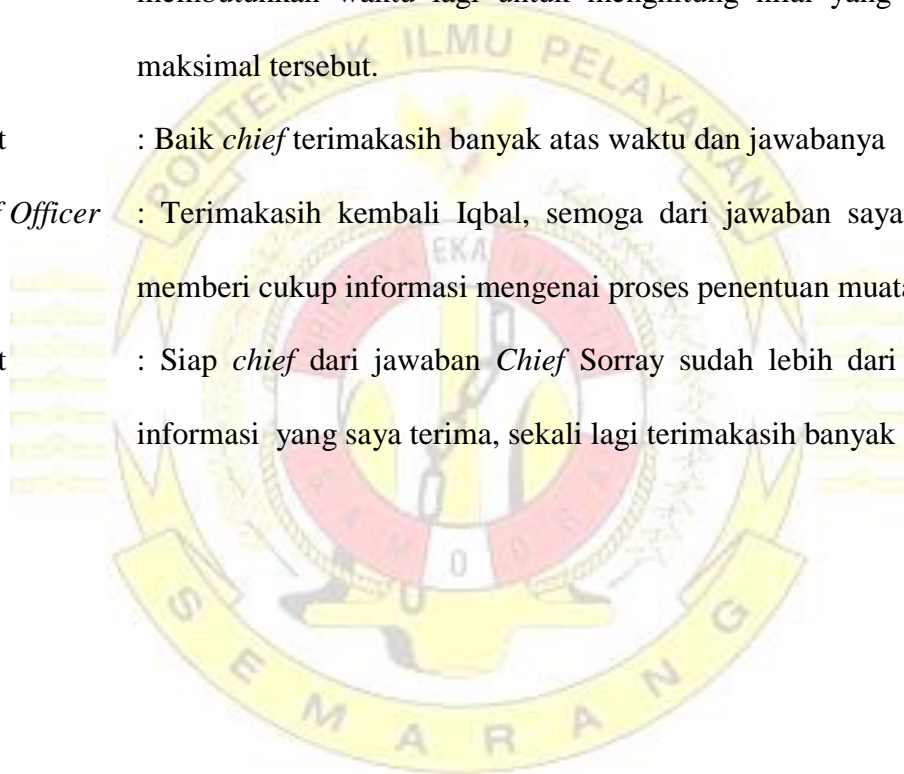 membutuhkan waktu lagi untuk menghitung nilai yang
maksimal tersebut.
t : Baik chief terimakasih banyak atas waktu dan jawabanya
Officer : Terimakasih kembali Iqbal, semoga dari jawaban saya
memberi cukup informasi mengenai proses penentuan muata
t : Siap chief dari jawaban Chief Sorray sudah lebih dari
informasi yang saya terima, sekali lagi terimakasih banyak
POLITEKNIK ILMU PELAYARAN
SEMARANG